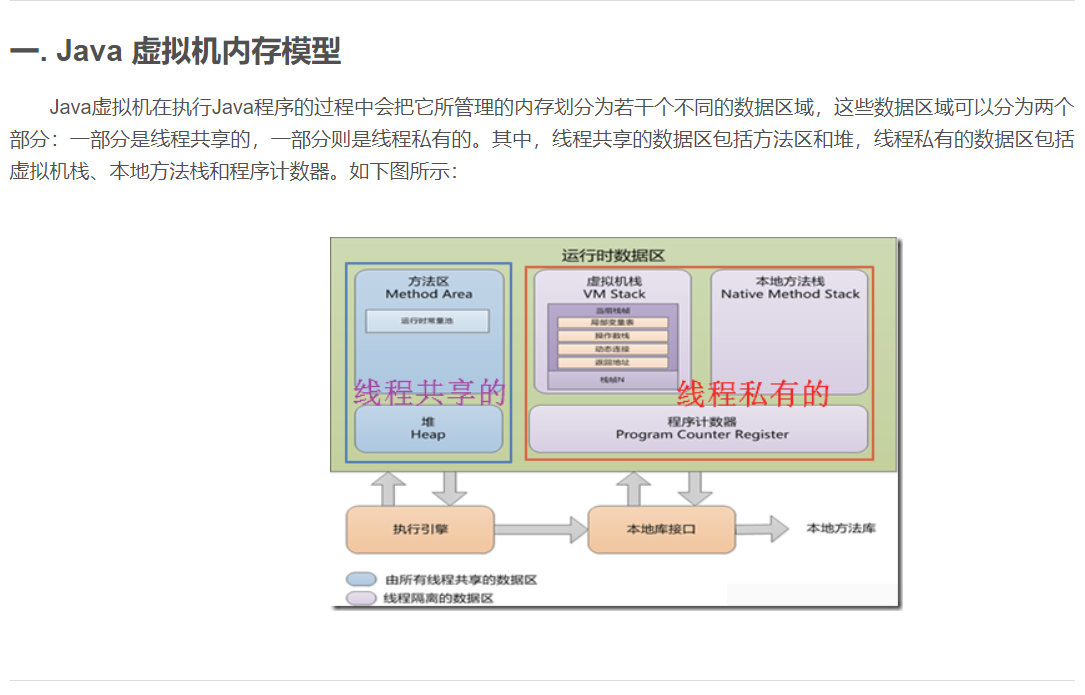 一. Java 虚拟机内存模型
Java虚拟机在执行Java程序的过程中会把它所管理的内存划分为若干个不同的数据区域，这些数据区域可以分为两个
部分：一部分是线程共享的，一部分则是线程私有的。其中，线程共享的数据区包括方法区和堆，线程私有的数据区包括
虚拟机栈、本地方法栈和程序计数器。如下图所示：
运行时数据区
方法区
Method Area
运行时常量池
线程共享的
堆
Heap
虚拟机栈
VM Stack
当前栈帧
局部变量表
操作数栈
动态连接
返回地址
栈帧N
本地方法栈
Native Method Stack
线程私有的
程序计数器
Program Counter Register
执行引擎
本地库接口
本地方法库
由所有线程共享的数据区
线程隔离的数据区